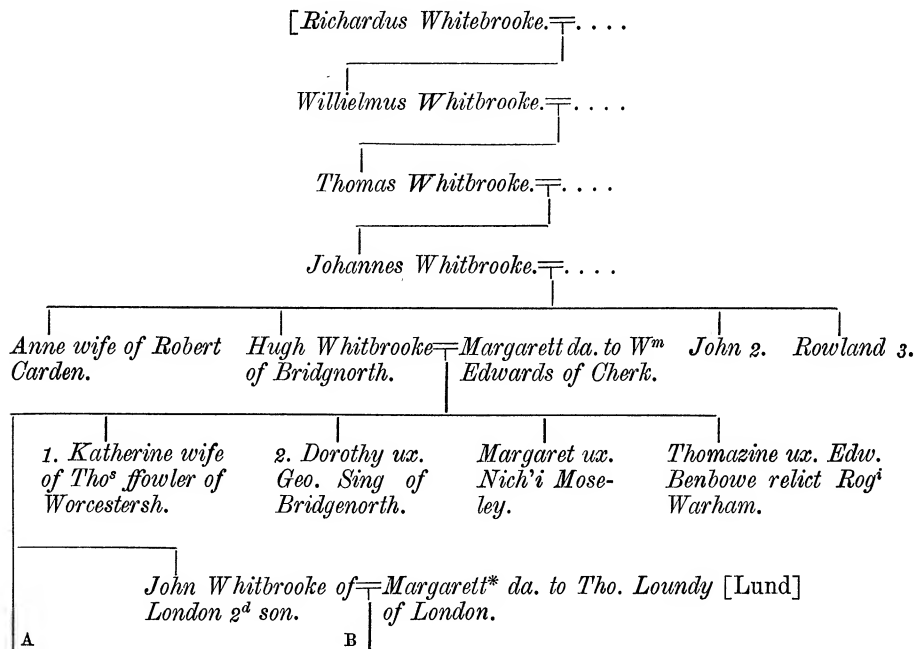 [Richardus Whitebrooke.=. . . .
Willielmus Whitbrooke.=. . . .
Thomas Whitbrooke.=. . . .
Johannes Whitbrooke.=. . . .
Anne wife of Robert
Carden.
Hugh Whitbrooke=Margarett da. to Wᵐ
of Bridgnorth. Edwards of Cherk.
John 2.
Rowland 3.
1. Katherine wife
of Thoˢ ffowler of
Worcestersh.
2. Dorothy ux.
Geo. Sing of
Bridgenorth.
Margaret ux.
Nich'i Mose-
ley.
Thomazine ux. Edw.
Benbowe relict Rogⁱ
Warham.
John Whitbrooke of=Margarett* da. to Tho. Loundy [Lund]
London 2ᵈ son. of London.
A B